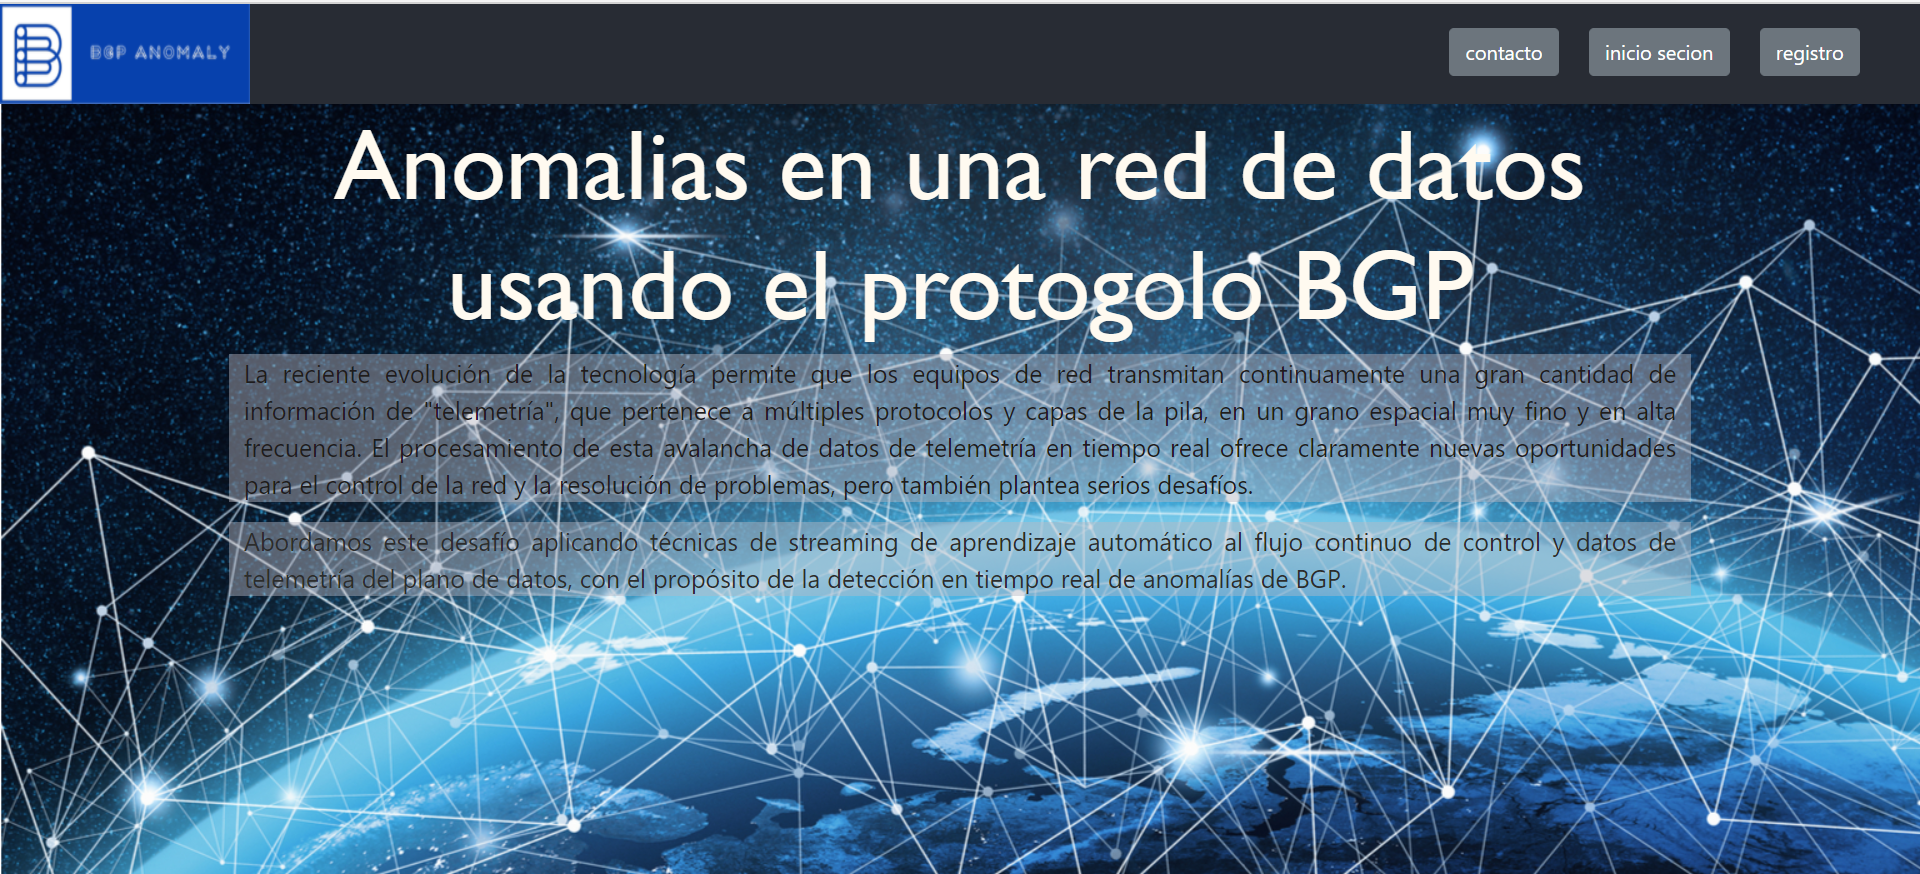 BGP ANOMALY
contacto
inicio secion
registro
Anomalias en una red de datos
usando el protogolo BGP
La reciente evolución de la tecnología permite que los equipos de red transmitan continuamente una gran cantidad de
información de "telemetría", que pertenece a múltiples protocolos y capas de la pila, en un grano espacial muy fino y en alta
frecuencia. El procesamiento de esta avalancha de datos de telemetría en tiempo real ofrece claramente nuevas oportunidades
para el control de la red y la resolución de problemas, pero también plantea serios desafíos.
Abordamos este desafío aplicando técnicas de streaming de aprendizaje automático al flujo continuo de control y datos de
telemetría del plano de datos, con el propósito de la detección en tiempo real de anomalías de BGP.